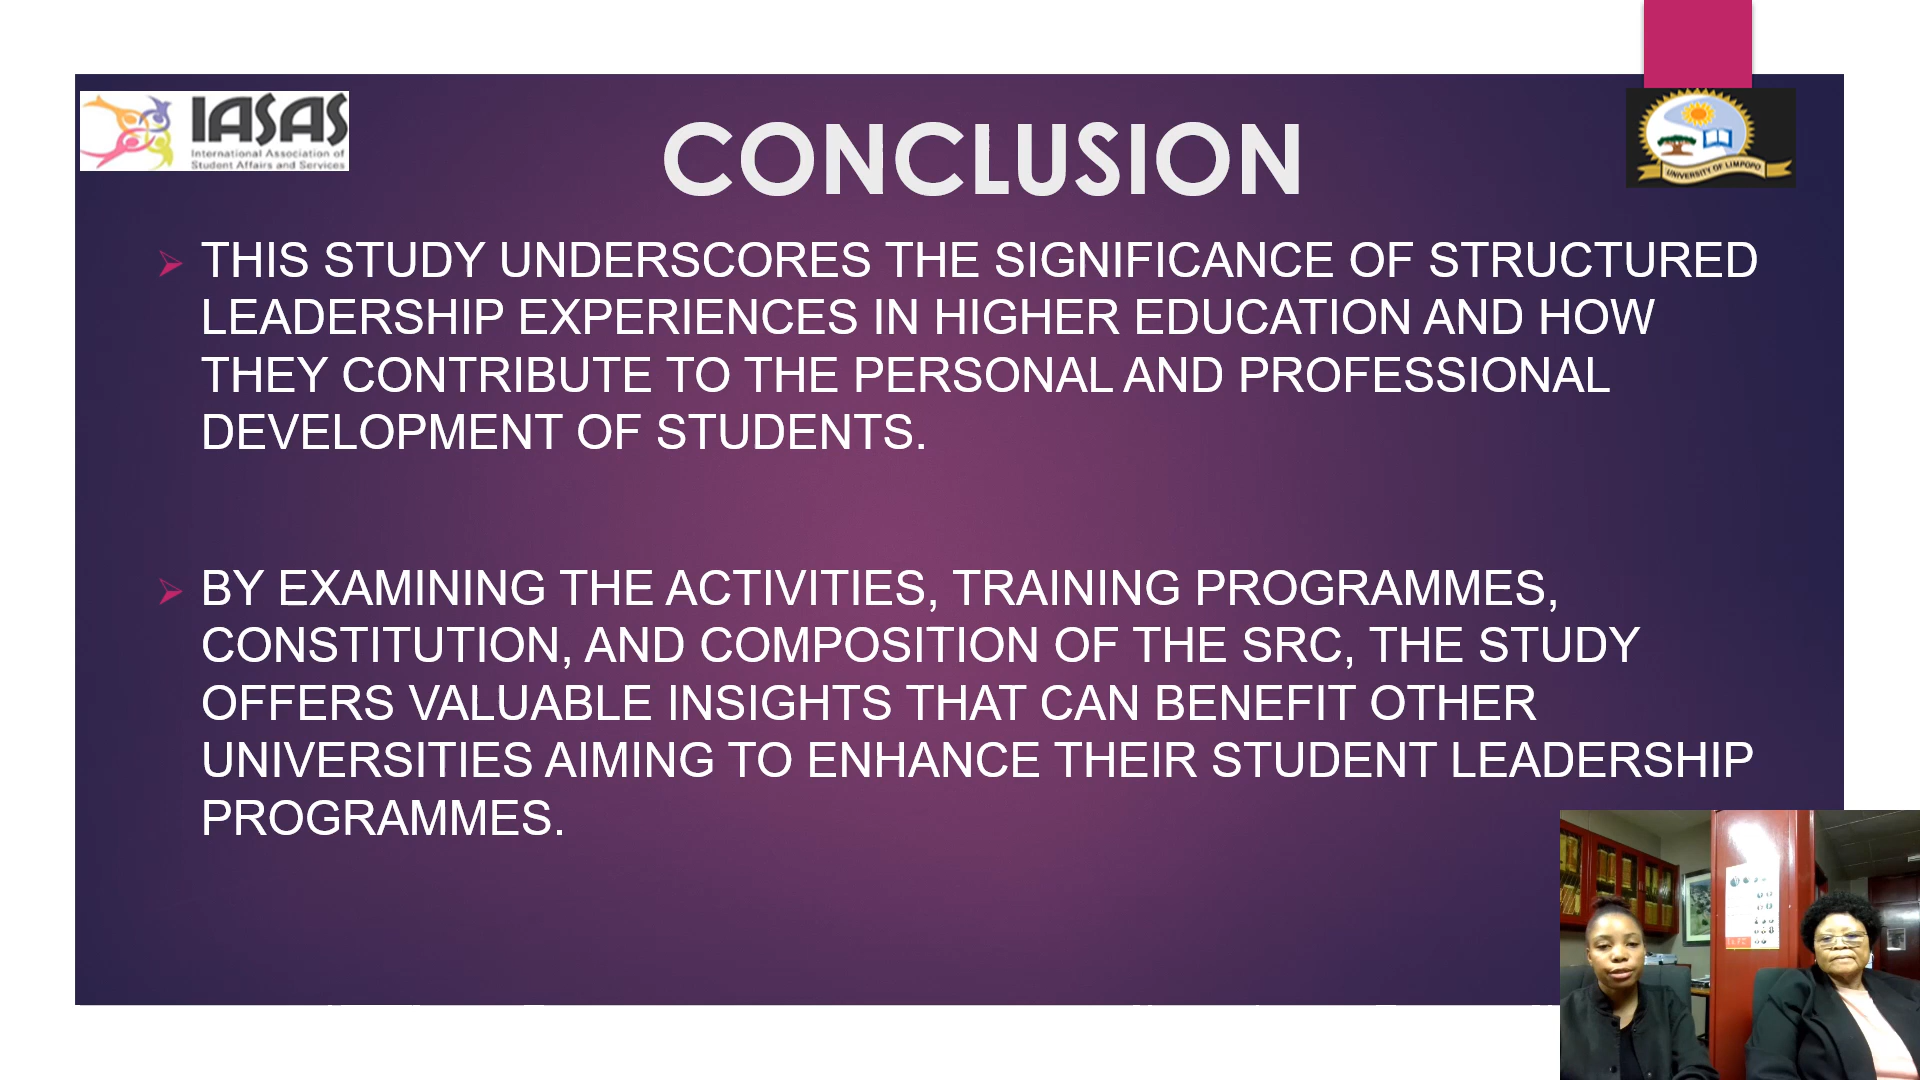 IASAS
International Association of
Student Affairs and Services
CONCLUSION
UNIVERSITY OF LIMPOPO
THIS STUDY UNDERSCORES THE SIGNIFICANCE OF STRUCTURED
LEADERSHIP EXPERIENCES IN HIGHER EDUCATION AND HOW
THEY CONTRIBUTE TO THE PERSONAL AND PROFESSIONAL
DEVELOPMENT OF STUDENTS.
BY EXAMINING THE ACTIVITIES, TRAINING PROGRAMMES,
CONSTITUTION, AND COMPOSITION OF THE SRC, THE STUDY
OFFERS VALUABLE INSIGHTS THAT CAN BENEFIT OTHER
UNIVERSITIES AIMING TO ENHANCE THEIR STUDENT LEADERSHIP
PROGRAMMES.